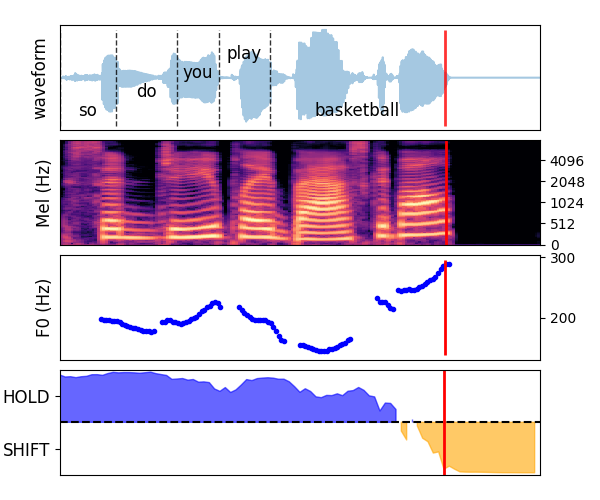 waveform
so
do
you
play
basketball
Mel (Hz)
4096
2048
1024
512
0
F0 (Hz)
300
200
HOLD
SHIFT